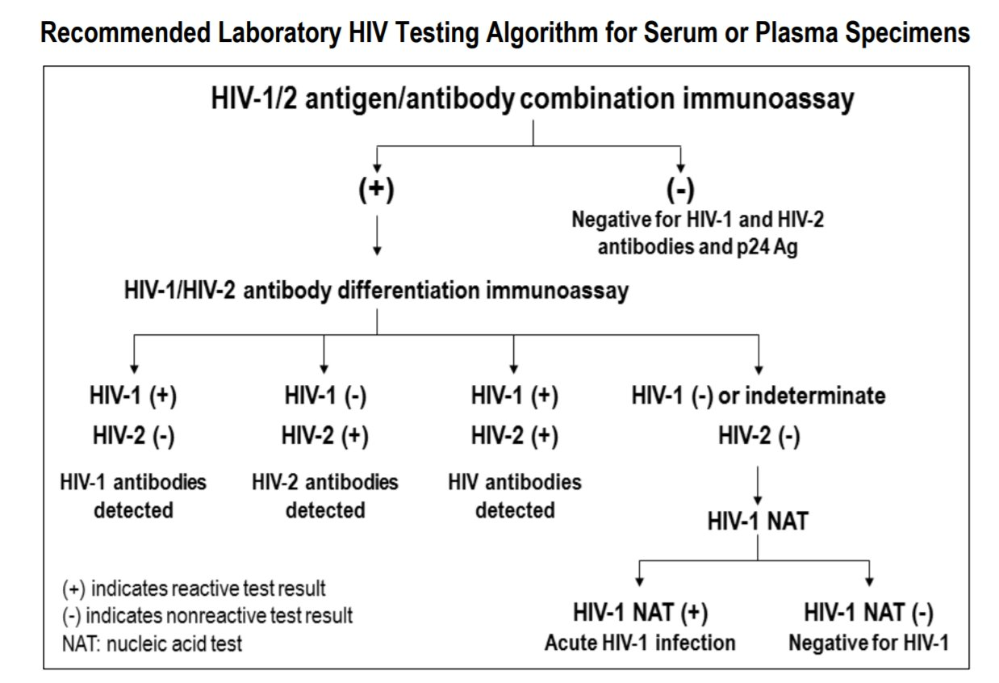 Recommended Laboratory HIV Testing Algorithm for Serum or Plasma Specimens
HIV-1/2 antigen/antibody combination immunoassay
(+)
(-)
Negative for HIV-1 and HIV-2
antibodies and p24 Ag
HIV-1/HIV-2 antibody differentiation immunoassay
HIV-1 (+)
HIV-2 (-)
HIV-1 antibodies
detected
HIV-1 (-)
HIV-2 (+)
HIV-2 antibodies
detected
HIV-1 (+)
HIV-2 (+)
HIV antibodies
detected
HIV-1 (-) or indeterminate
HIV-2 (-)
HIV-1 NAT
HIV-1 NAT (+)
Acute HIV-1 infection
HIV-1 NAT (-)
Negative for HIV-1
(+) indicates reactive test result
(-) indicates nonreactive test result
NAT: nucleic acid test